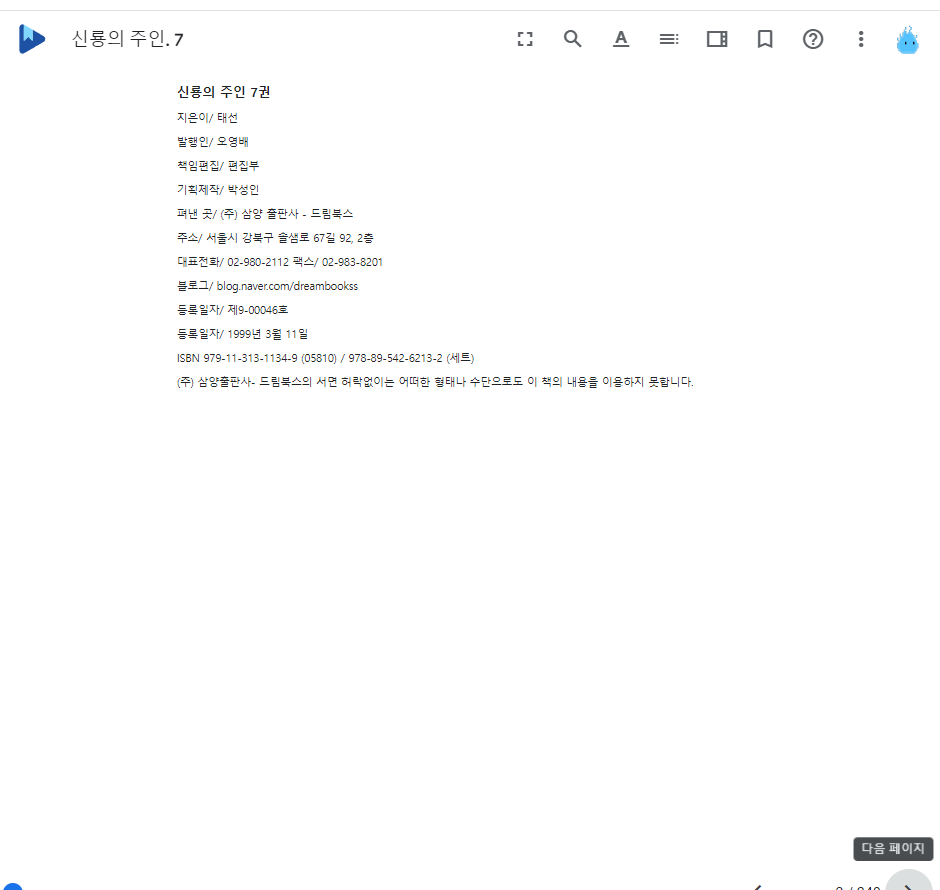 신룡의 주인. 7
신룡의 주인 7권
지은이/ 태선
발행인/ 오영배
책임편집/ 편집부
기획제작/ 박성인
펴낸 곳/ (주) 삼양 출판사 - 드림북스
주소/ 서울시 강북구 솔샘로 67길 92, 2층
대표전화/ 02-980-2112 팩스/ 02-983-8201
블로그/ blog.naver.com/dreambookss
등록일자/ 제9-00046호
등록일자/ 1999년 3월 11일
ISBN 979-11-313-1134-9 (05810) / 978-89-542-6213-2 (세트)
(주) 삼양출판사- 드림북스의 서면 허락없이는 어떠한 형태나 수단으로도 이 책의 내용을 이용하지 못합니다.
다음 페이지